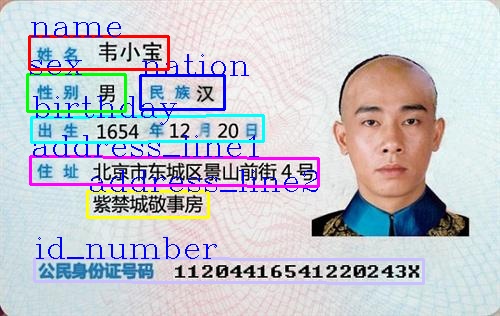 name
姓名 韦小宝
sex nation
性别 男 民族 汉
birthday
出生 1654 年 12 月 20 日
address_line1
住址 北京市东城区景山前街4号
address_line2
紫禁城敬事房
id_number
公民身份证号码 11204416541220243X